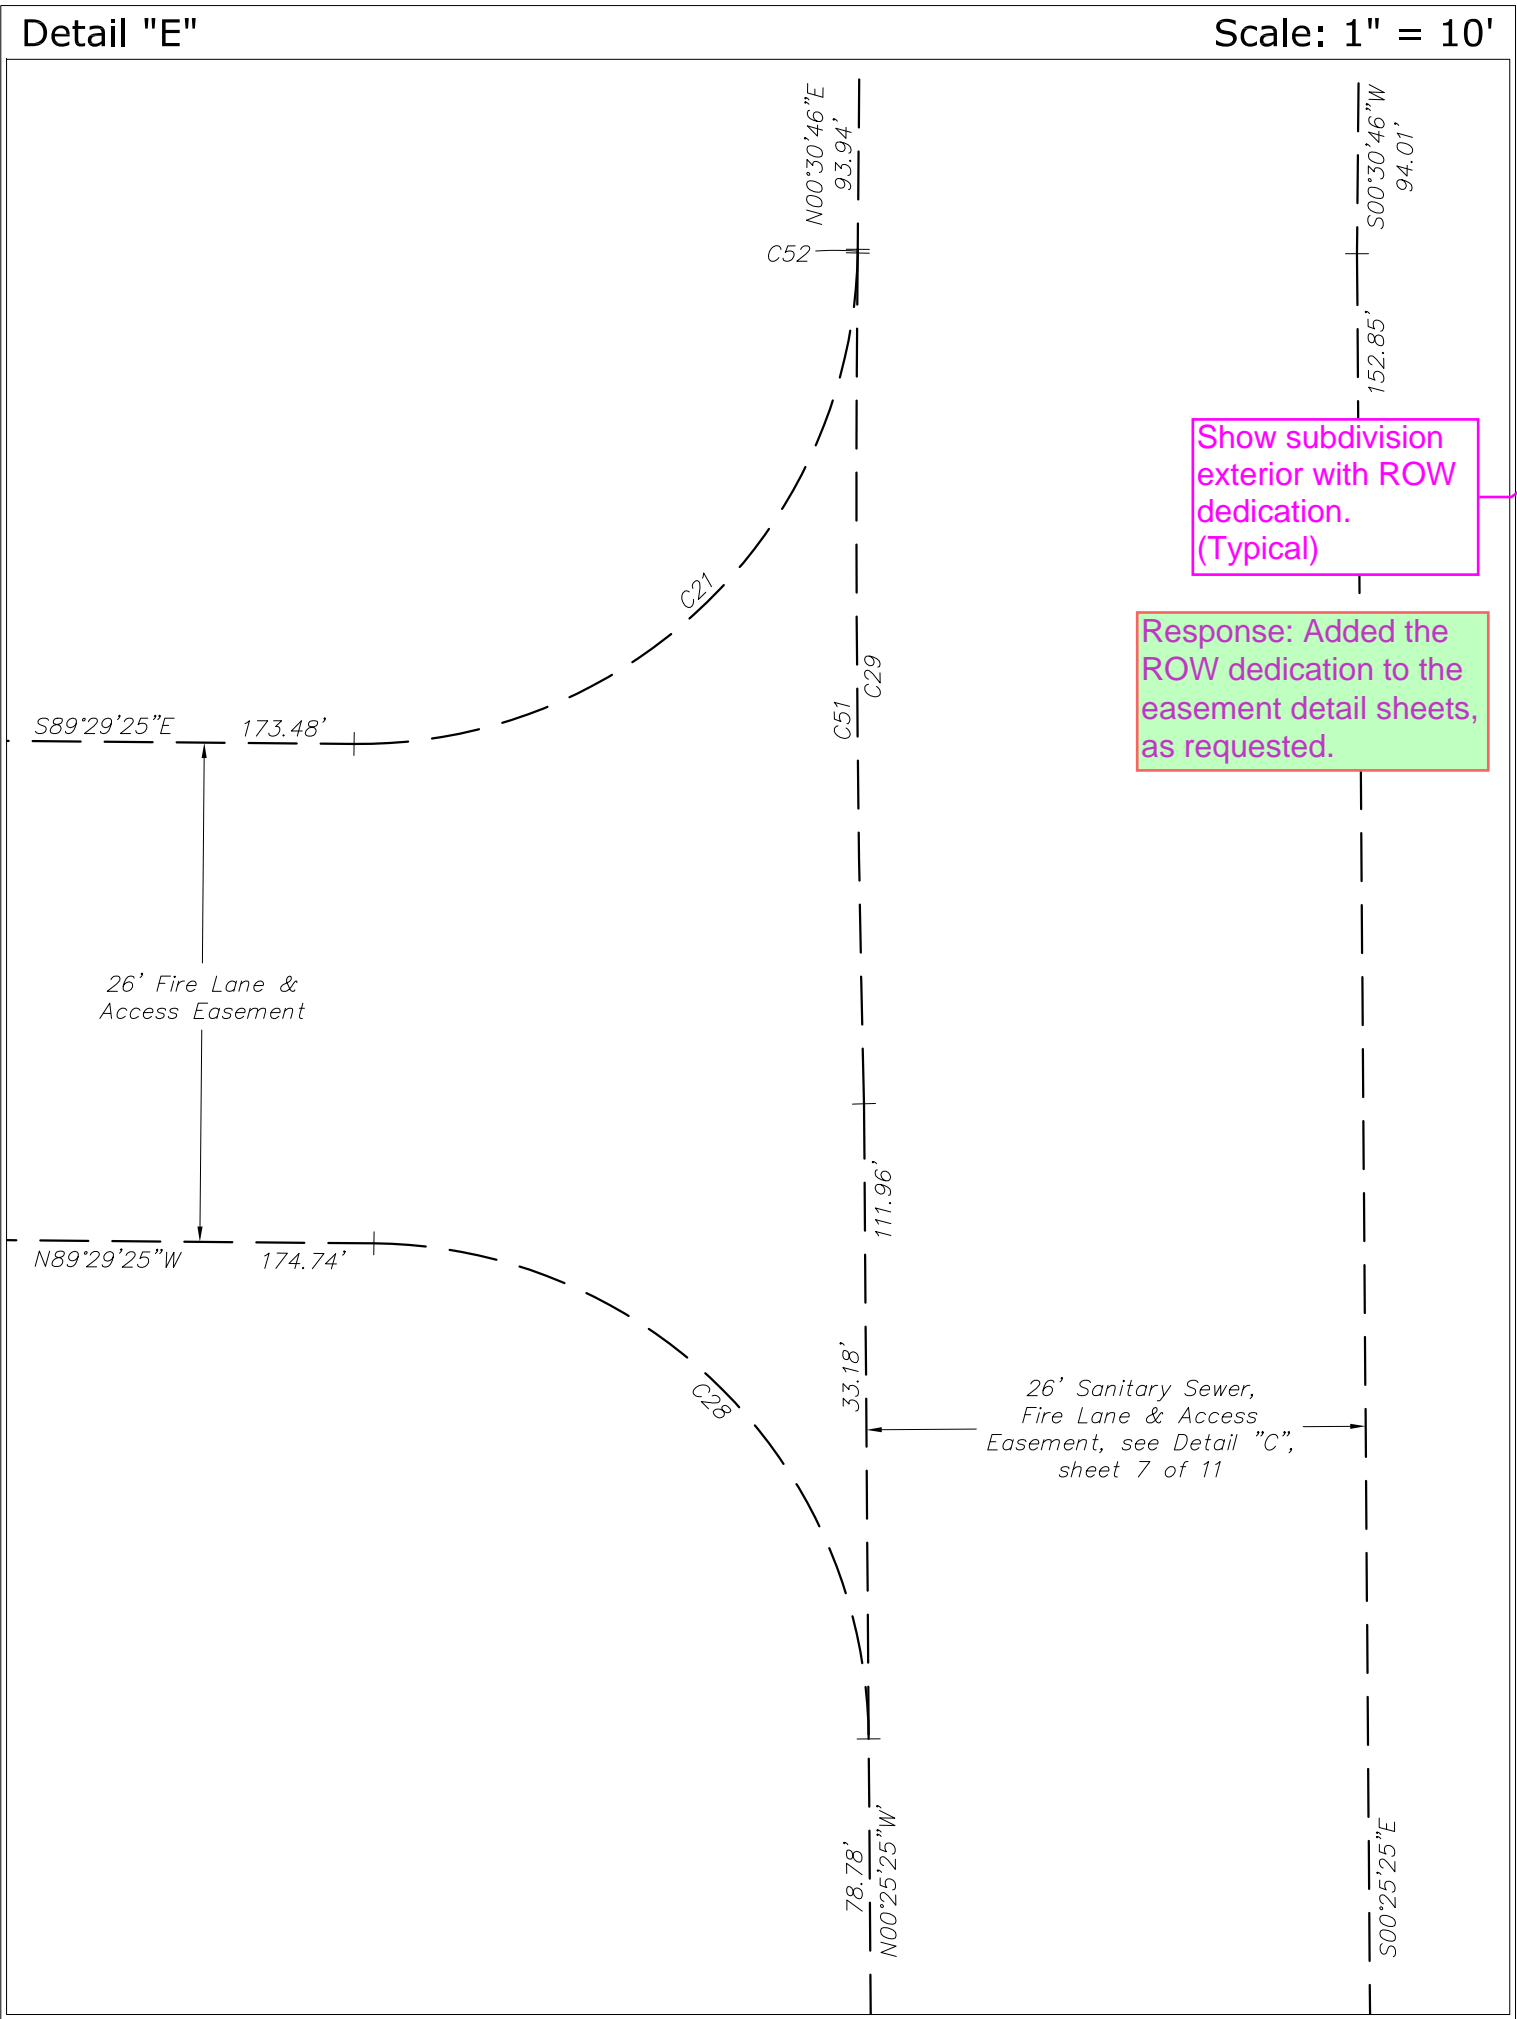 Detail "E"
Scale: 1" = 10'
N00°30'46"E
93.94'
S00°30'46"W
94.01'
C52
152.85'
Show subdivision
exterior with ROW
dedication.
(Typical)
C21
Response: Added the
ROW dedication to the
easement detail sheets,
as requested.
C29
C51
S89°29'25"E
173.48'
26' Fire Lane &
Access Easement
111.96'
N89°29'25"W
174.74'
33.18'
C28
26' Sanitary Sewer,
Fire Lane & Access
Easement, see Detail "C",
sheet 7 of 11
78.78'
N00°25'25"W'
S00°25'25"E